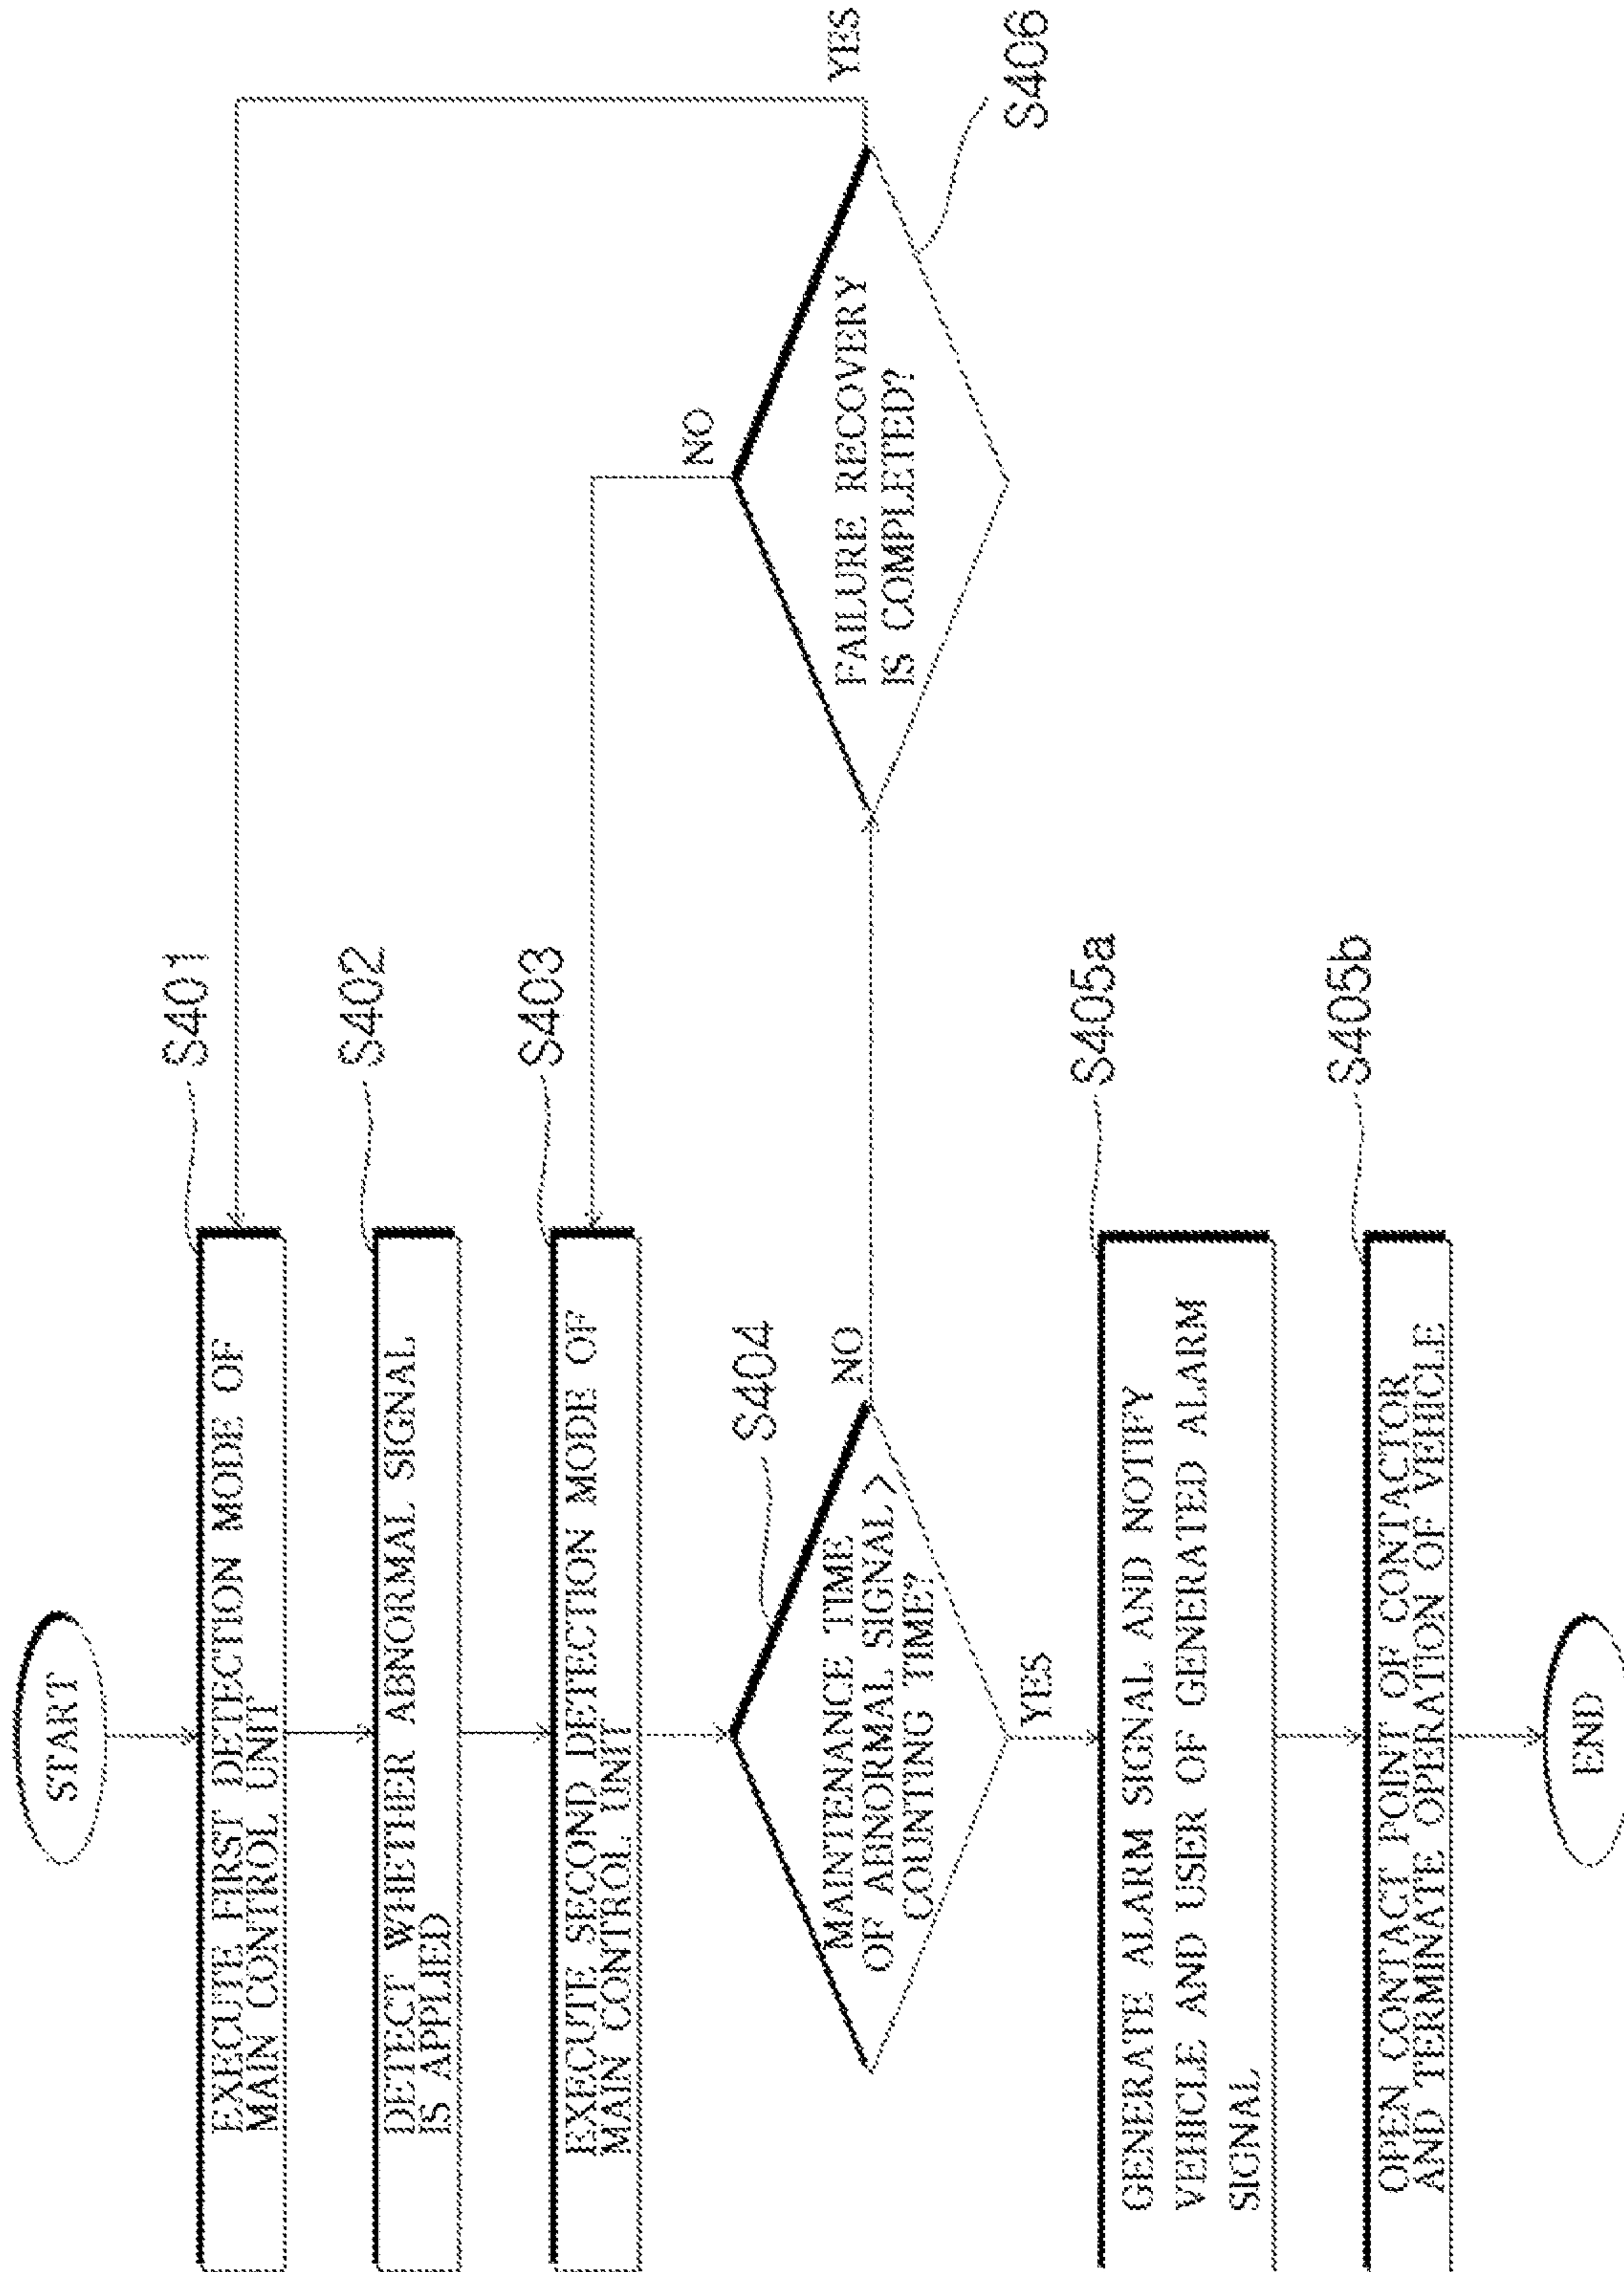 START
S401
EXECUTE FIRST DETECTION MODE OF
MAIN CONTROL UNIT
S402
DETECT WHETHER ABNORMAL SIGNAL
IS APPLIED
S403
EXECUTE SECOND DETECTION MODE OF
MAIN CONTROL UNIT
S404
MAINTENANCE TIME
OF ABNORMAL SIGNAL >
COUNTING TIME?
NO
YES
FAILURE RECOVERY
IS COMPLETED?
NO
YES
S406
S405a
GENERATE ALARM SIGNAL AND NOTIFY
VEHICLE AND USER OF GENERATED ALARM
SIGNAL
S405b
OPEN CONTACT POINT OF CONTACTOR
AND TERMINATE OPERATION OF VEHICLE
END